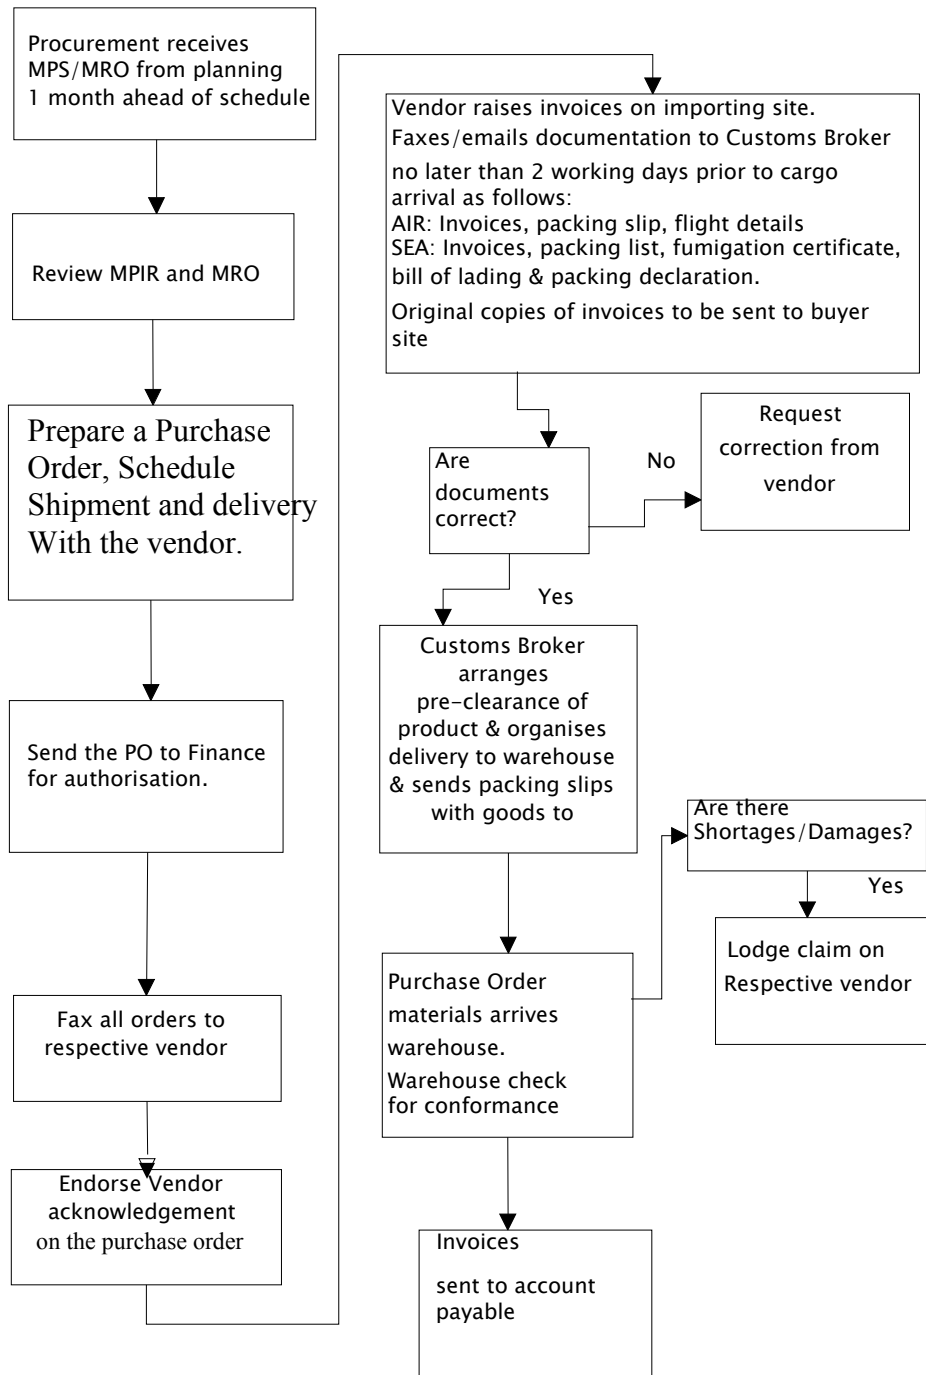 Procurement receives
MPS/MRO from planning
1 month ahead of schedule
Review MPIR and MRO
Prepare a Purchase
Order, Schedule
Shipment and delivery
With the vendor.
Send the PO to Finance
for authorisation.
Fax all orders to
respective vendor
Endorse Vendor
acknowledgement
on the purchase order
Vendor raises invoices on importing site.
Faxes/emails documentation to Customs Broker
no later than 2 working days prior to cargo
arrival as follows:
AIR: Invoices, packing slip, flight details
SEA: Invoices, packing list, fumigation certificate,
bill of lading & packing declaration.
Original copies of invoices to be sent to buyer
site
Are
documents
correct?
No
Request
correction from
vendor
Yes
Customs Broker
arranges
pre-clearance of
product & organises
delivery to warehouse
& sends packing slips
with goods to
Purchase Order
materials arrives
warehouse.
Warehouse check
for conformance
Are there
Shortages/Damages?
Yes
Lodge claim on
Respective vendor
Invoices
sent to account
payable